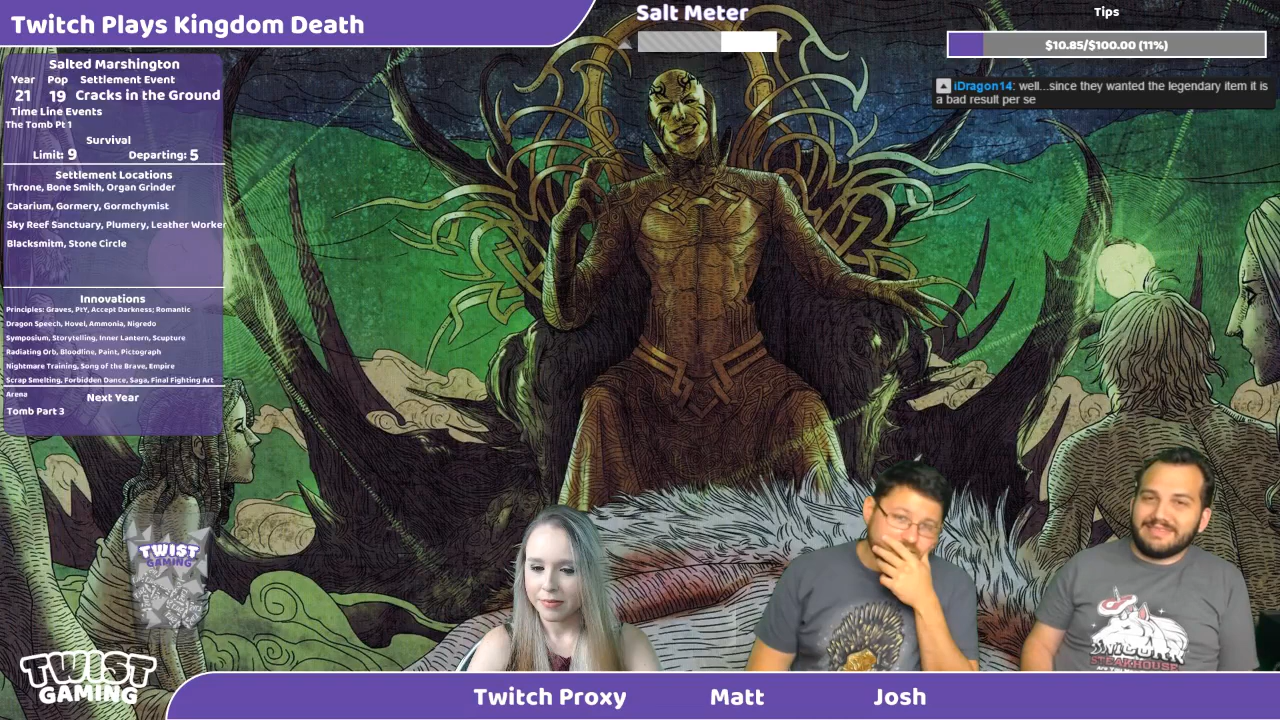 Twitch Plays Kingdom Death
Salt Meter
Tips
$10.85/$100.00 (11%)
iDragon14: well...since they wanted the legendary item it is
a bad result per se
Salted Marshington
Year Pop Settlement Event
21 19 Cracks in the Ground
Time Line Events
The Tomb Pt 1
Survival
Limit: 9 Departing: 5
Settlement Locations
Throne, Bone Smith, Organ Grinder
Catarium, Gormery, Gormchymist
Sky Reef Sanctuary, Plumery, Leather Worker
Blacksmitm, Stone Circle
Innovations
Principles: Graves, PtY, Accept Darkness; Romantic
Dragon Speech, Hovel, Ammonia, Nigredo
Symposium, Storytelling, Inner Lantern, Scupture
Radiating Orb, Bloodline, Paint, Pictograph
Nightmare Training, Song of the Brave, Empire
Scrap Smelting, Forbidden Dance, Saga, Final Fighting Art
Arena
Next Year
Tomb Part 3
TWIST
GAMING
STEAKHOUSE
TWIST
GAMING
Twitch Proxy Matt Josh